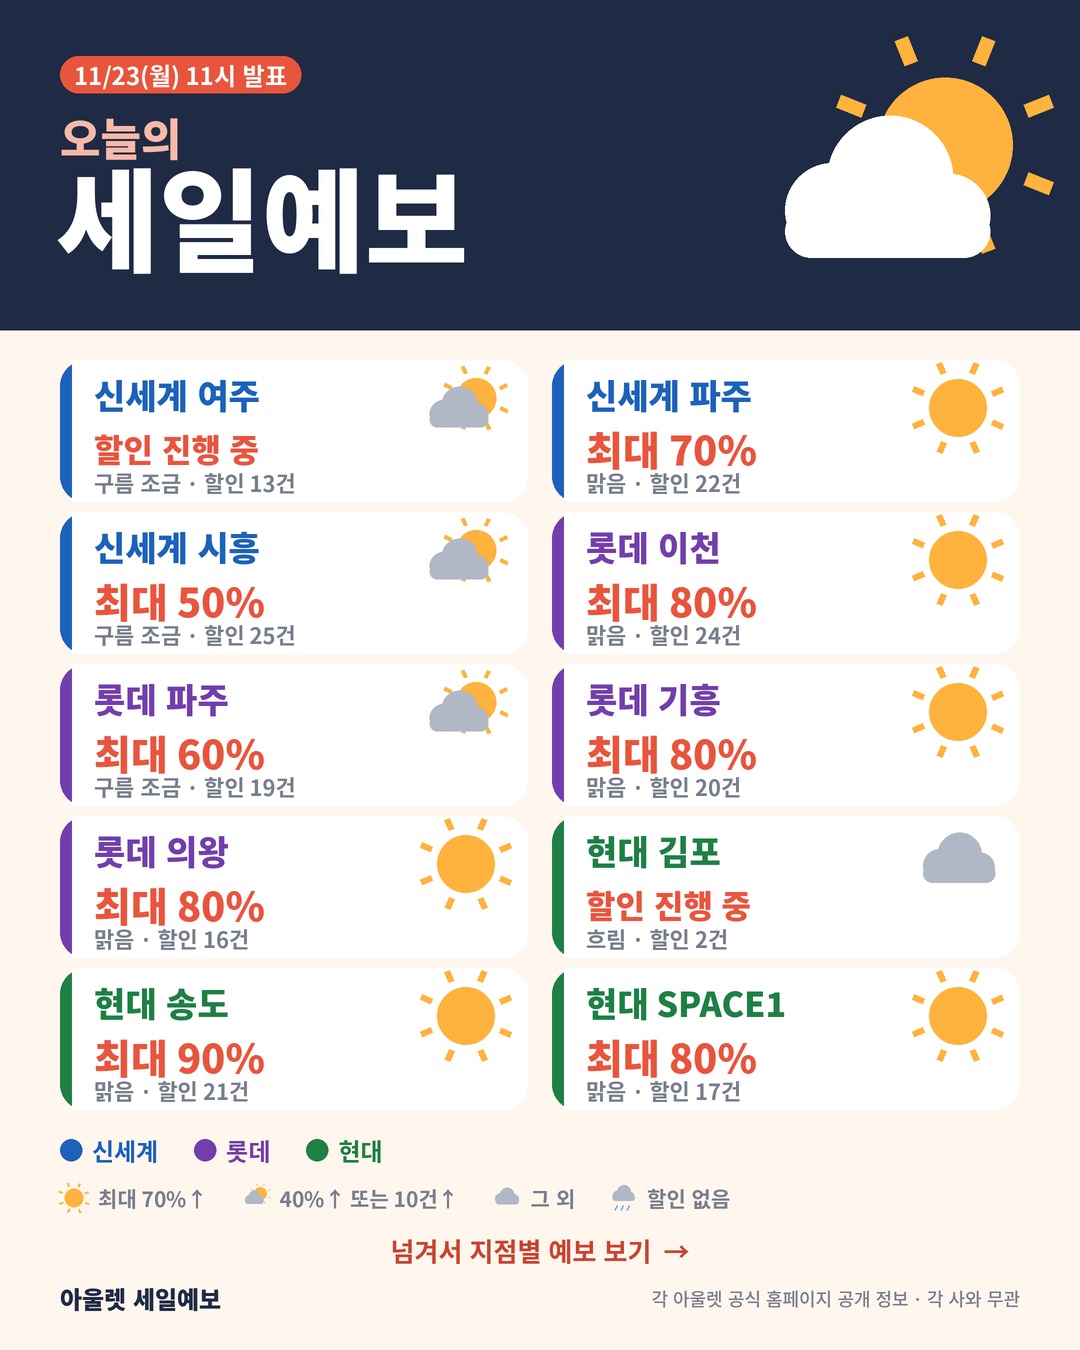 11/23(월) 11시 발표
오늘의
세일예보
신세계 여주
할인 진행 중
구름 조금 · 할인 13건
신세계 파주
최대 70%
맑음 · 할인 22건
신세계 시흥
최대 50%
구름 조금 · 할인 25건
롯데 이천
최대 80%
맑음 · 할인 24건
롯데 파주
최대 60%
구름 조금 · 할인 19건
롯데 기흥
최대 80%
맑음 · 할인 20건
롯데 의왕
최대 80%
맑음 · 할인 16건
현대 김포
할인 진행 중
흐림 · 할인 2건
현대 송도
최대 90%
맑음 · 할인 21건
현대 SPACE1
최대 80%
맑음 · 할인 17건
신세계 롯데 현대
최대 70%↑ 40%↑ 또는 10건↑ 그 외 할인 없음
넘겨서 지점별 예보 보기 →
아울렛 세일예보
각 아울렛 공식 홈페이지 공개 정보 · 각 사와 무관